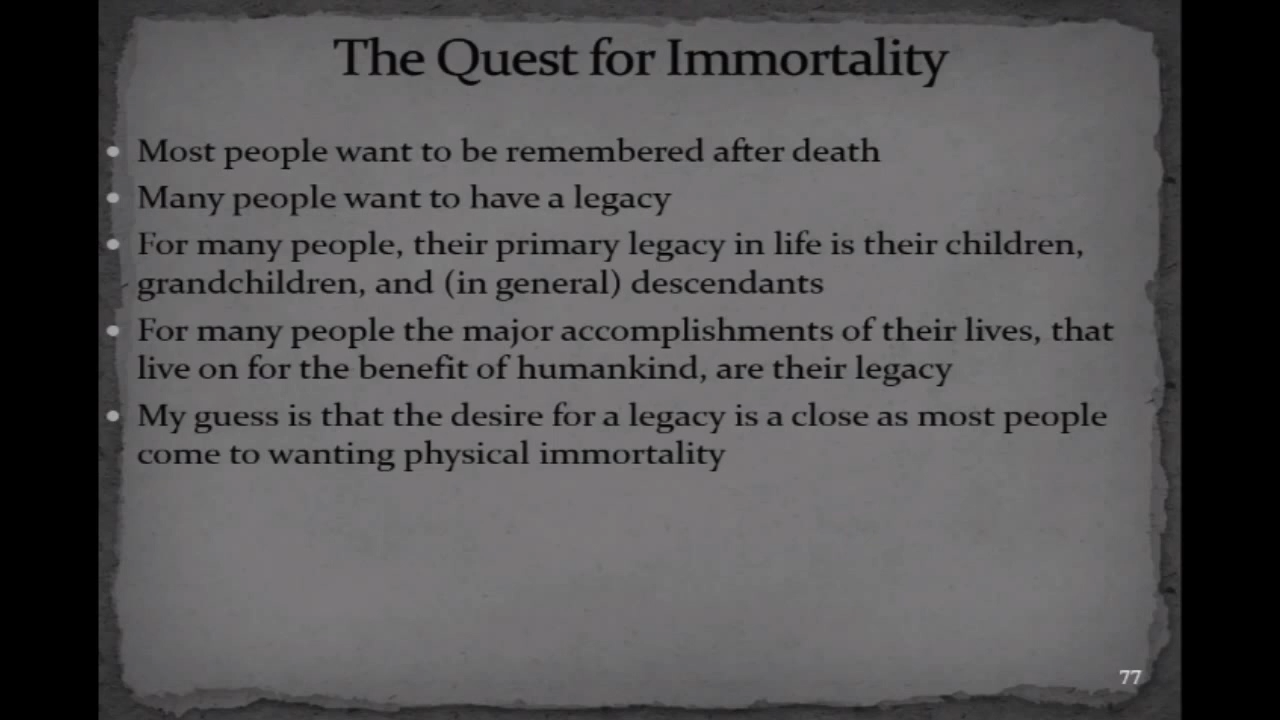 The Quest for Immortality
• Most people want to be remembered after death
• Many people want to have a legacy
• For many people, their primary legacy in life is their children,
grandchildren, and (in general) descendants
• For many people the major accomplishments of their lives, that
live on for the benefit of humankind, are their legacy
• My guess is that the desire for a legacy is a close as most people
come to wanting physical immortality
77